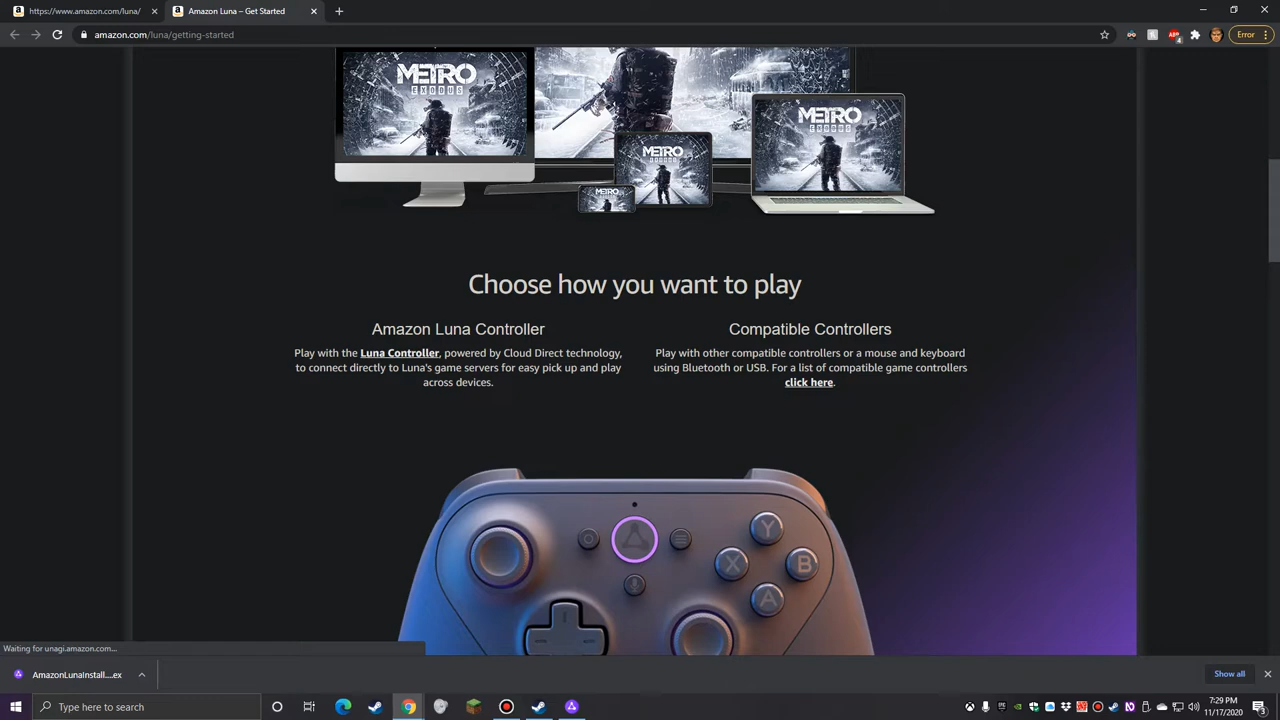 https://www.amazon.com/luna/
Amazon Luna – Get Started
amazon.com/luna/getting-started
Error
METRO
EXODUS
METRO
EXODUS
METRO
EXODUS
METRO
Choose how you want to play
Amazon Luna Controller
Compatible Controllers
Play with the Luna Controller, powered by Cloud Direct technology,
to connect directly to Luna's game servers for easy pick up and play
across devices.
Play with other compatible controllers or a mouse and keyboard
using Bluetooth or USB. For a list of compatible game controllers
click here.
Y
X
B
A
Waiting for unagi.amazon.com...
AmazonLunaInstall....ex
Show all
Type here to search
7:29 PM
11/17/2020